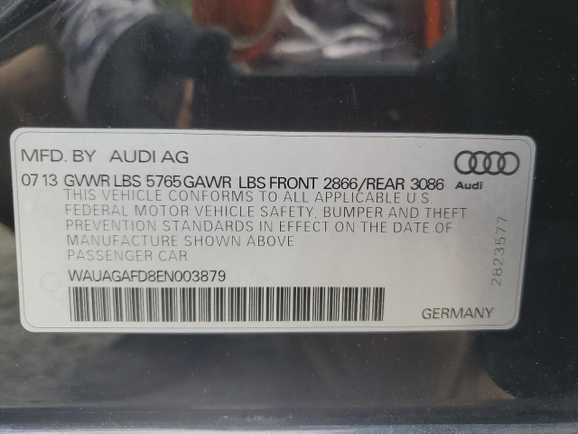 MFD. BY AUDI AG
07 13 GVWR LBS 5765 GAWR LBS FRONT 2866/REAR 3086
Audi
THIS VEHICLE CONFORMS TO ALL APPLICABLE U S
FEDERAL MOTOR VEHICLE SAFETY, BUMPER AND THEFT
PREVENTION STANDARDS IN EFFECT ON THE DATE OF
MANUFACTURE SHOWN ABOVE
PASSENGER CAR
2823577
WAUAGAFD8EN003879
GERMANY